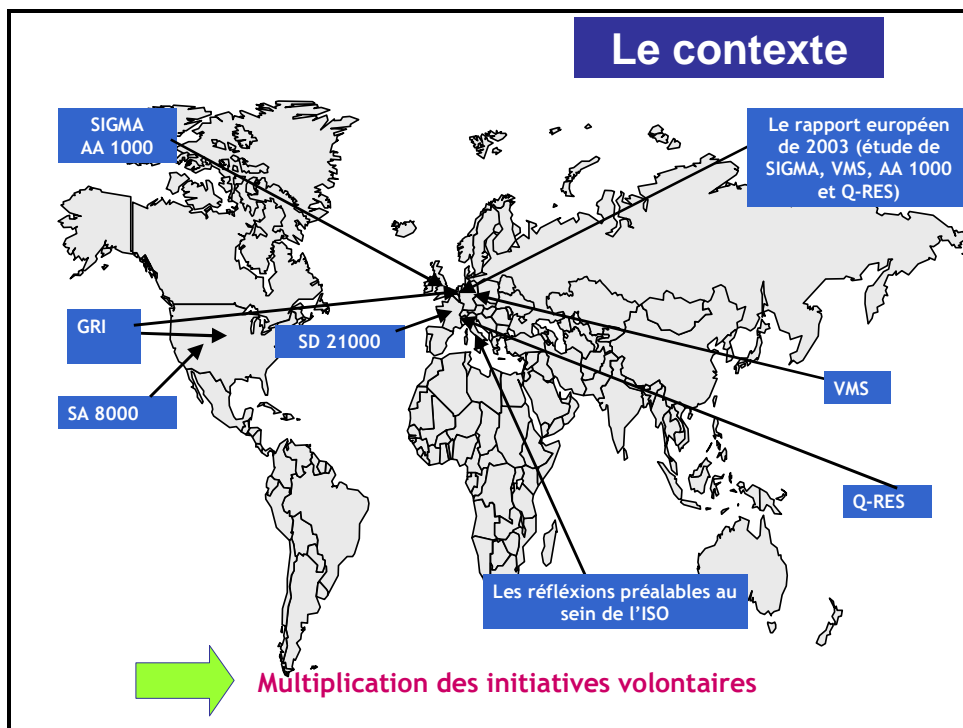 Le contexte
SIGMA
AA 1000
Le rapport européen
de 2003 (étude de
SIGMA, VMS, AA 1000
et Q-RES)
GRI
SD 21000
SA 8000
VMS
Q-RES
Les réfléxions préalables au
sein de l’ISO
Multiplication des initiatives volontaires